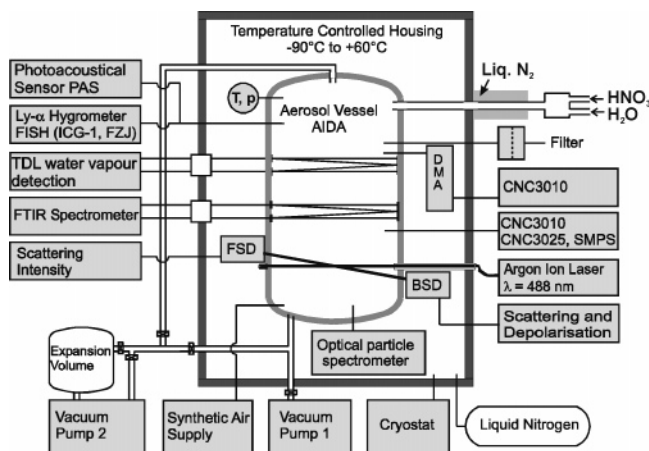 Temperature Controlled Housing
-90°C to +60°C
Liq. N₂
Photoacoustical
Sensor PAS
T, p
Aerosol Vessel
AIDA
HNO₃
H₂O
Ly-α Hygrometer
FISH (ICG-1, FZJ)
Filter
TDL water vapour
detection
DMA
CNC3010
FTIR Spectrometer
CNC3010
CNC3025, SMPS
Scattering
Intensity
FSD
BSD
Argon Ion Laser
λ = 488 nm
Scattering and
Depolarisation
Optical particle
spectrometer
Expansion
Volume
Vacuum
Pump 2
Synthetic Air
Supply
Vacuum
Pump 1
Cryostat
Liquid Nitrogen